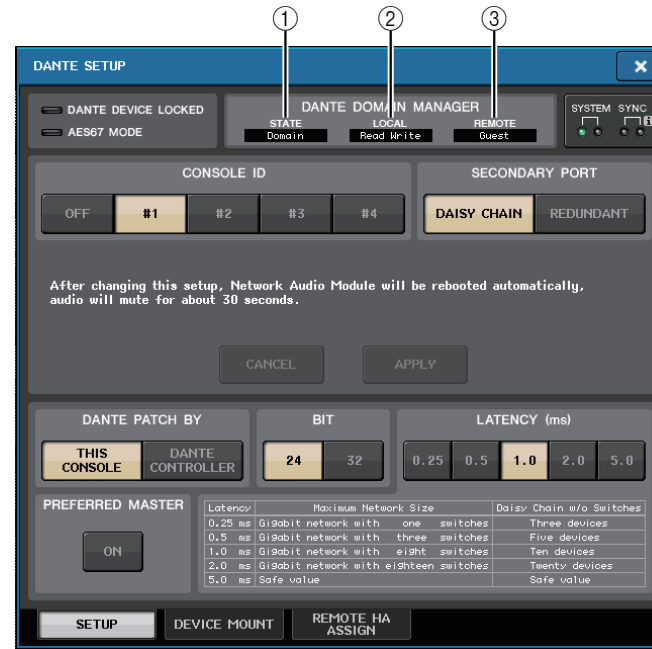 ① ② ③
DANTE SETUP
DANTE DEVICE LOCKED
AES67 MODE
DANTE DOMAIN MANAGER
STATE LOCAL REMOTE
Domain Read Write Guest
SYSTEM SYNC
CONSOLE ID
OFF #1 #2 #3 #4
SECONDARY PORT
DAISY CHAIN REDUNDANT
After changing this setup, Network Audio Module will be rebooted automatically,
audio will mute for about 30 seconds.
CANCEL APPLY
DANTE PATCH BY
THIS CONSOLE
DANTE CONTROLLER
BIT
24 32
LATENCY (ms)
0.25 0.5 1.0 2.0 5.0
PREFERRED MASTER
ON
Latency Maximum Network Size Daisy Chain w/o Switches
0.25 ms Gigabit network with one switches Three devices
0.5 ms Gigabit network with three switches Five devices
1.0 ms Gigabit network with eight switches Ten devices
2.0 ms Gigabit network with eighteen switches Twenty devices
5.0 ms Safe value Safe value
SETUP DEVICE MOUNT REMOTE HA ASSIGN